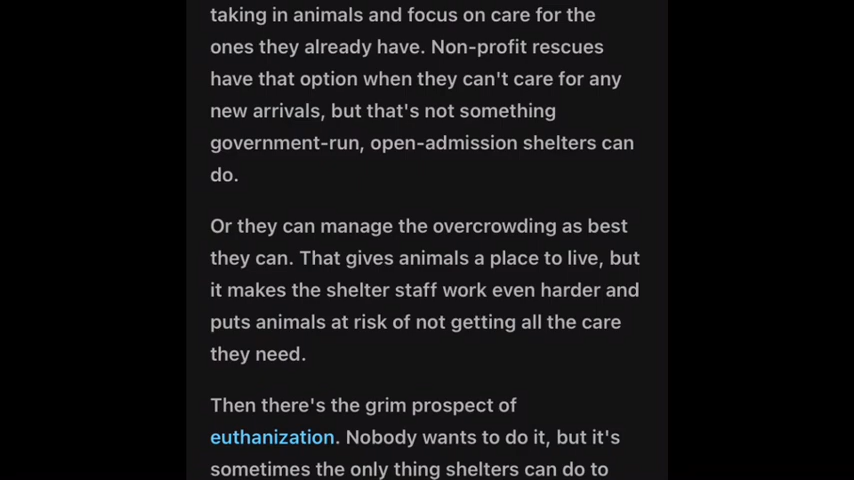 taking in animals and focus on care for the
ones they already have. Non-profit rescues
have that option when they can't care for any
new arrivals, but that's not something
government-run, open-admission shelters can
do.
Or they can manage the overcrowding as best
they can. That gives animals a place to live, but
it makes the shelter staff work even harder and
puts animals at risk of not getting all the care
they need.
Then there's the grim prospect of
euthanization. Nobody wants to do it, but it's
sometimes the only thing shelters can do to